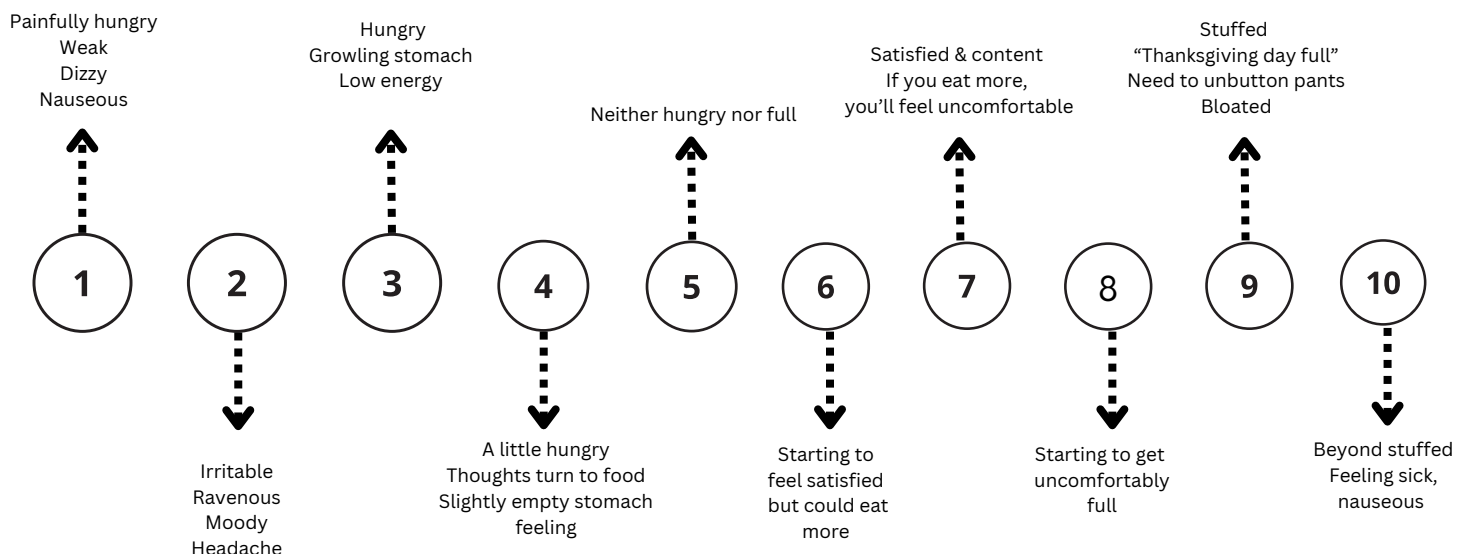 Painfully hungry
Weak
Dizzy
Nauseous
Hungry
Growling stomach
Low energy
Neither hungry nor full
Satisfied & content
If you eat more,
you’ll feel uncomfortable
Stuffed
“Thanksgiving day full”
Need to unbutton pants
Bloated
1
2
3
4
5
6
7
8
9
10
Irritable
Ravenous
Moody
Headache
A little hungry
Thoughts turn to food
Slightly empty stomach
feeling
Starting to
feel satisfied
but could eat
more
Starting to get
uncomfortably
full
Beyond stuffed
Feeling sick,
nauseous